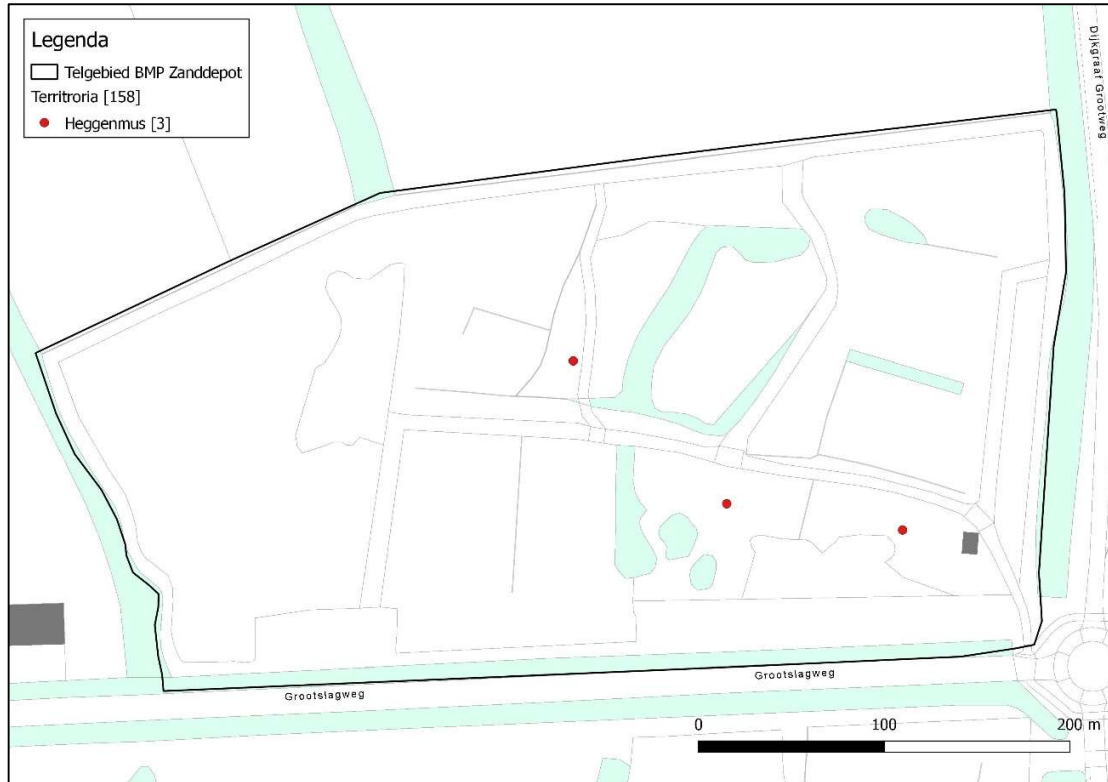 Legenda
Telgebied BMP Zanddepot
Territroria [158]
Heggenmus [3]
Dijkgraaf Grootweg
Grootslagweg
Grootslagweg
0 100 200 m